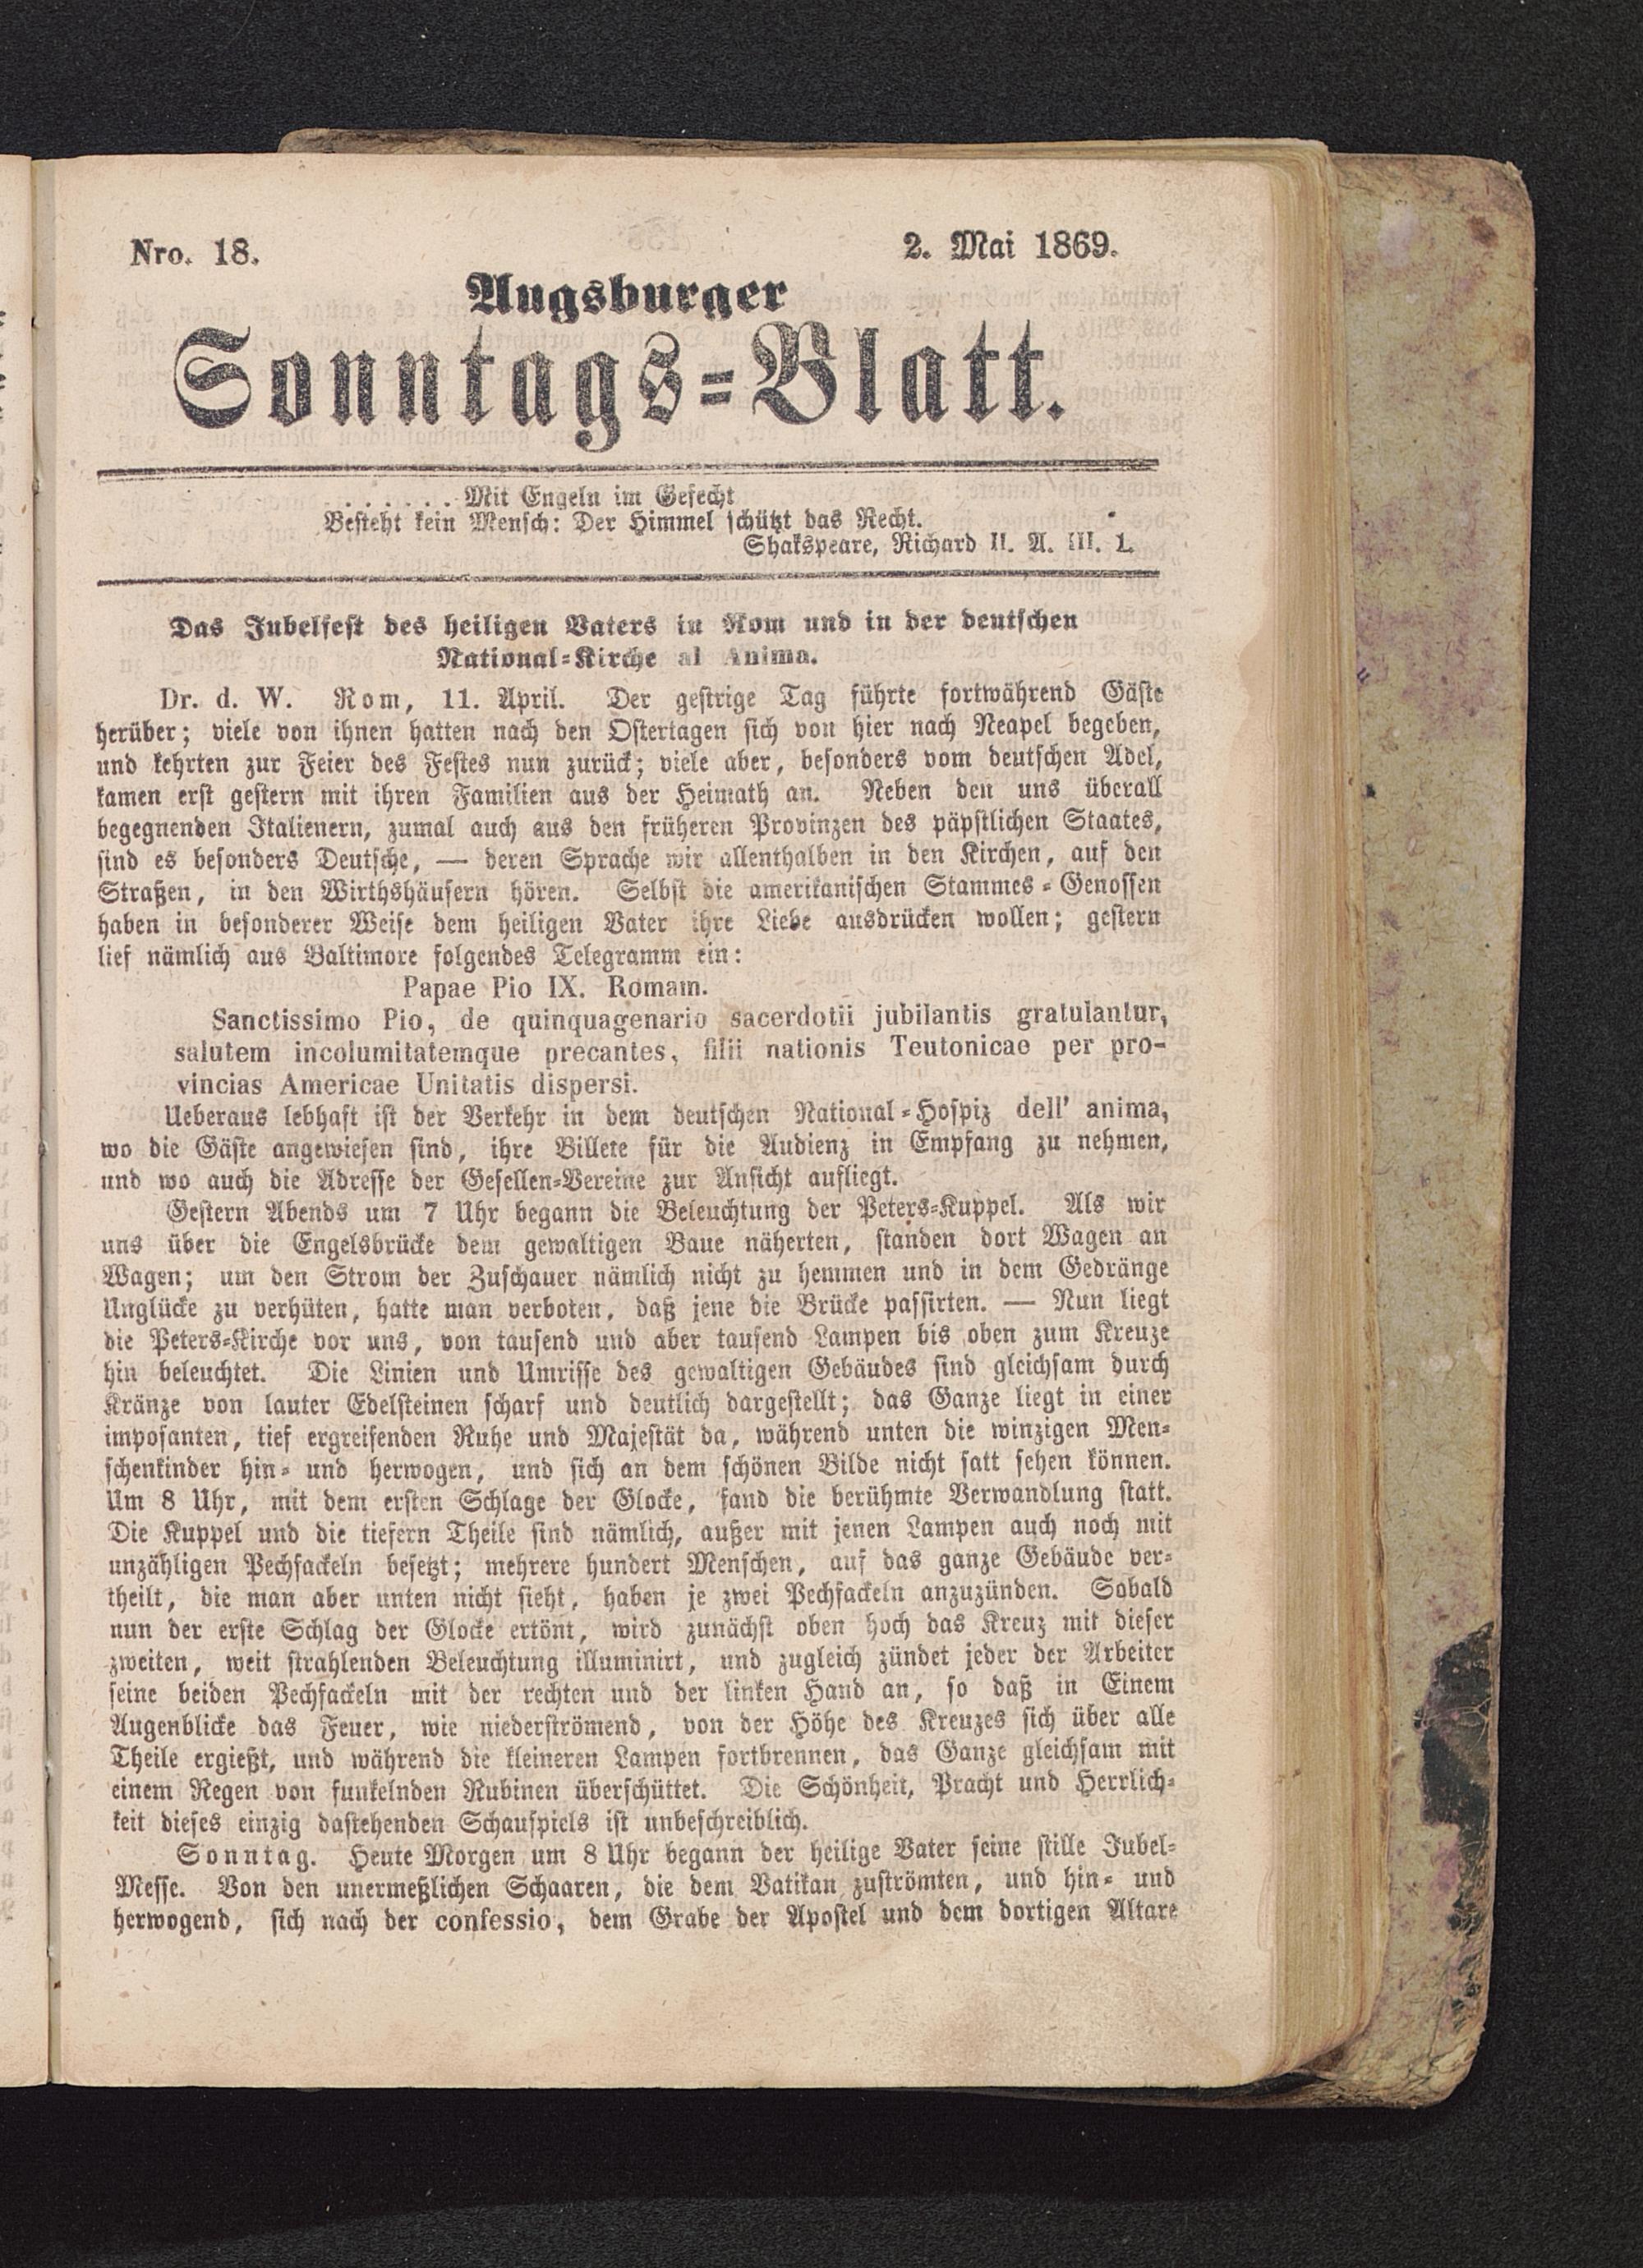 Nro. 18.
2. Mai 1869.
Augsburger
Sonntags=Blatt.
. . . . . . . Mit Engeln im Gefecht
Besteht kein Mensch: Der Himmel schützt das Recht.
Shakspeare, Richard II. A. III. 1.
Das Jubelfest des heiligen Vaters in Rom und in der deutschen
National=Kirche al Anima.
Dr. d. W. Rom, 11. April. Der gestrige Tag führte fortwährend Gäste
herüber; viele von ihnen hatten nach den Ostertagen sich von hier nach Neapel begeben,
und kehrten zur Feier des Festes nun zurück; viele aber, besonders vom deutschen Adel,
kamen erst gestern mit ihren Familien aus der Heimath an. Neben den uns überall
begegnenden Italienern, zumal auch aus den früheren Provinzen des päpstlichen Staates,
sind es besonders Deutsche, — deren Sprache wir allenthalben in den Kirchen, auf den
Straßen, in den Wirthshäusern hören. Selbst die amerikanischen Stammes=Genossen
haben in besonderer Weise dem heiligen Vater ihre Liebe ausdrücken wollen; gestern
lief nämlich aus Baltimore folgendes Telegramm ein:
Papae Pio IX. Romam.
Sanctissimo Pio, de quinquagenario sacerdotii jubilantis gratulantur,
salutem incolumitatemque precantes, filii nationis Teutonicae per pro-
vincias Americae Unitatis dispersi.
Ueberaus lebhaft ist der Verkehr in dem deutschen National=Hospiz dell' anima,
wo die Gäste angewiesen sind, ihre Billete für die Audienz in Empfang zu nehmen,
und wo auch die Adresse der Gesellen=Vereine zur Ansicht aufliegt.
Gestern Abends um 7 Uhr begann die Beleuchtung der Peters=Kuppel. Als wir
uns über die Engelsbrücke dem gewaltigen Baue näherten, standen dort Wagen an
Wagen; um den Strom der Zuschauer nämlich nicht zu hemmen und in dem Gedränge
Unglücke zu verhüten, hatte man verboten, daß jene die Brücke passirten. — Nun liegt
die Peters=Kirche vor uns, von tausend und aber tausend Lampen bis oben zum Kreuze
hin beleuchtet. Die Linien und Umrisse des gewaltigen Gebäudes sind gleichsam durch
Kränze von lauter Edelsteinen scharf und deutlich dargestellt; das Ganze liegt in einer
imposanten, tief ergreifenden Ruhe und Majestät da, während unten die winzigen Men=
schenkinder hin= und herwogen, und sich an dem schönen Bilde nicht satt sehen können.
Um 8 Uhr, mit dem ersten Schlage der Glocke, fand die berühmte Verwandlung statt.
Die Kuppel und die tiefern Theile sind nämlich, außer mit jenen Lampen auch noch mit
unzähligen Pechfackeln besetzt; mehrere hundert Menschen, auf das ganze Gebäude ver=
theilt, die man aber unten nicht sieht, haben je zwei Pechfackeln anzuzünden. Sobald
nun der erste Schlag der Glocke ertönt, wird zunächst oben hoch das Kreuz mit dieser
zweiten, weit strahlenden Beleuchtung illuminirt, und zugleich zündet jeder der Arbeiter
seine beiden Pechfackeln mit der rechten und der linken Hand an, so daß in Einem
Augenblicke das Feuer, wie niederströmend, von der Höhe des Kreuzes sich über alle
Theile ergießt, und während die kleineren Lampen fortbrennen, das Ganze gleichsam mit
einem Regen von funkelnden Rubinen überschüttet. Die Schönheit, Pracht und Herrlich=
keit dieses einzig dastehenden Schauspiels ist unbeschreiblich.
Sonntag. Heute Morgen um 8 Uhr begann der heilige Vater seine stille Jubel=
Messe. Von den unermeßlichen Schaaren, die dem Vatikan zuströmten, und hin= und
herwogend, sich nach der confessio, dem Grabe der Apostel und dem dortigen Altare